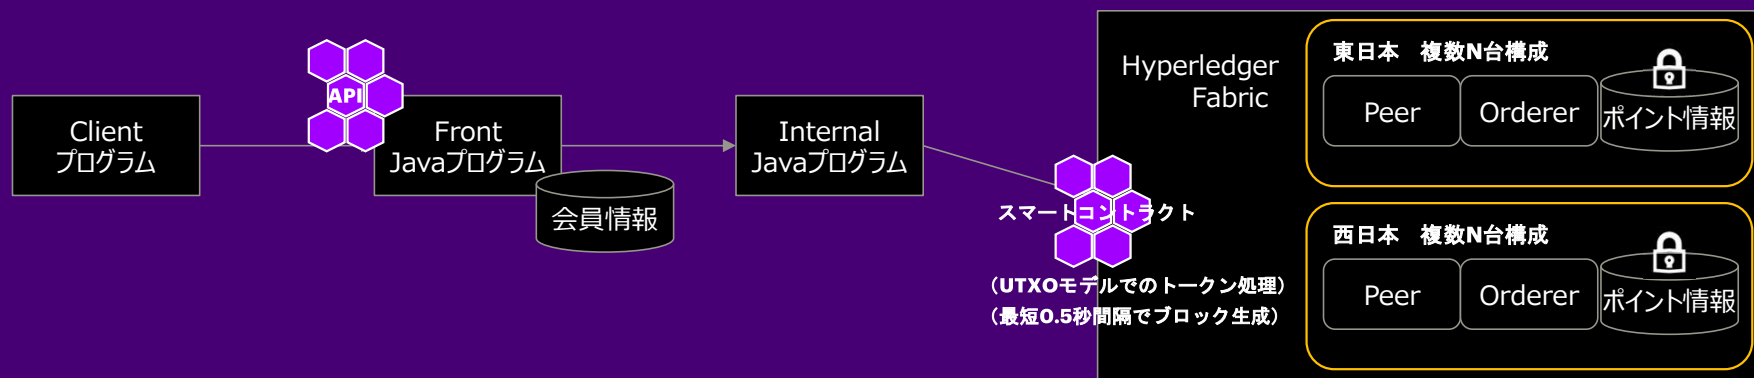 Client
プログラム
API
Front
Javaプログラム
会員情報
Internal
Javaプログラム
スマートコントラクト
（UTXOモデルでのトークン処理）
（最短0.5秒間隔でブロック生成）
Hyperledger
Fabric
東日本　複数N台構成
Peer
Orderer
ポイント情報
西日本　複数N台構成
Peer
Orderer
ポイント情報